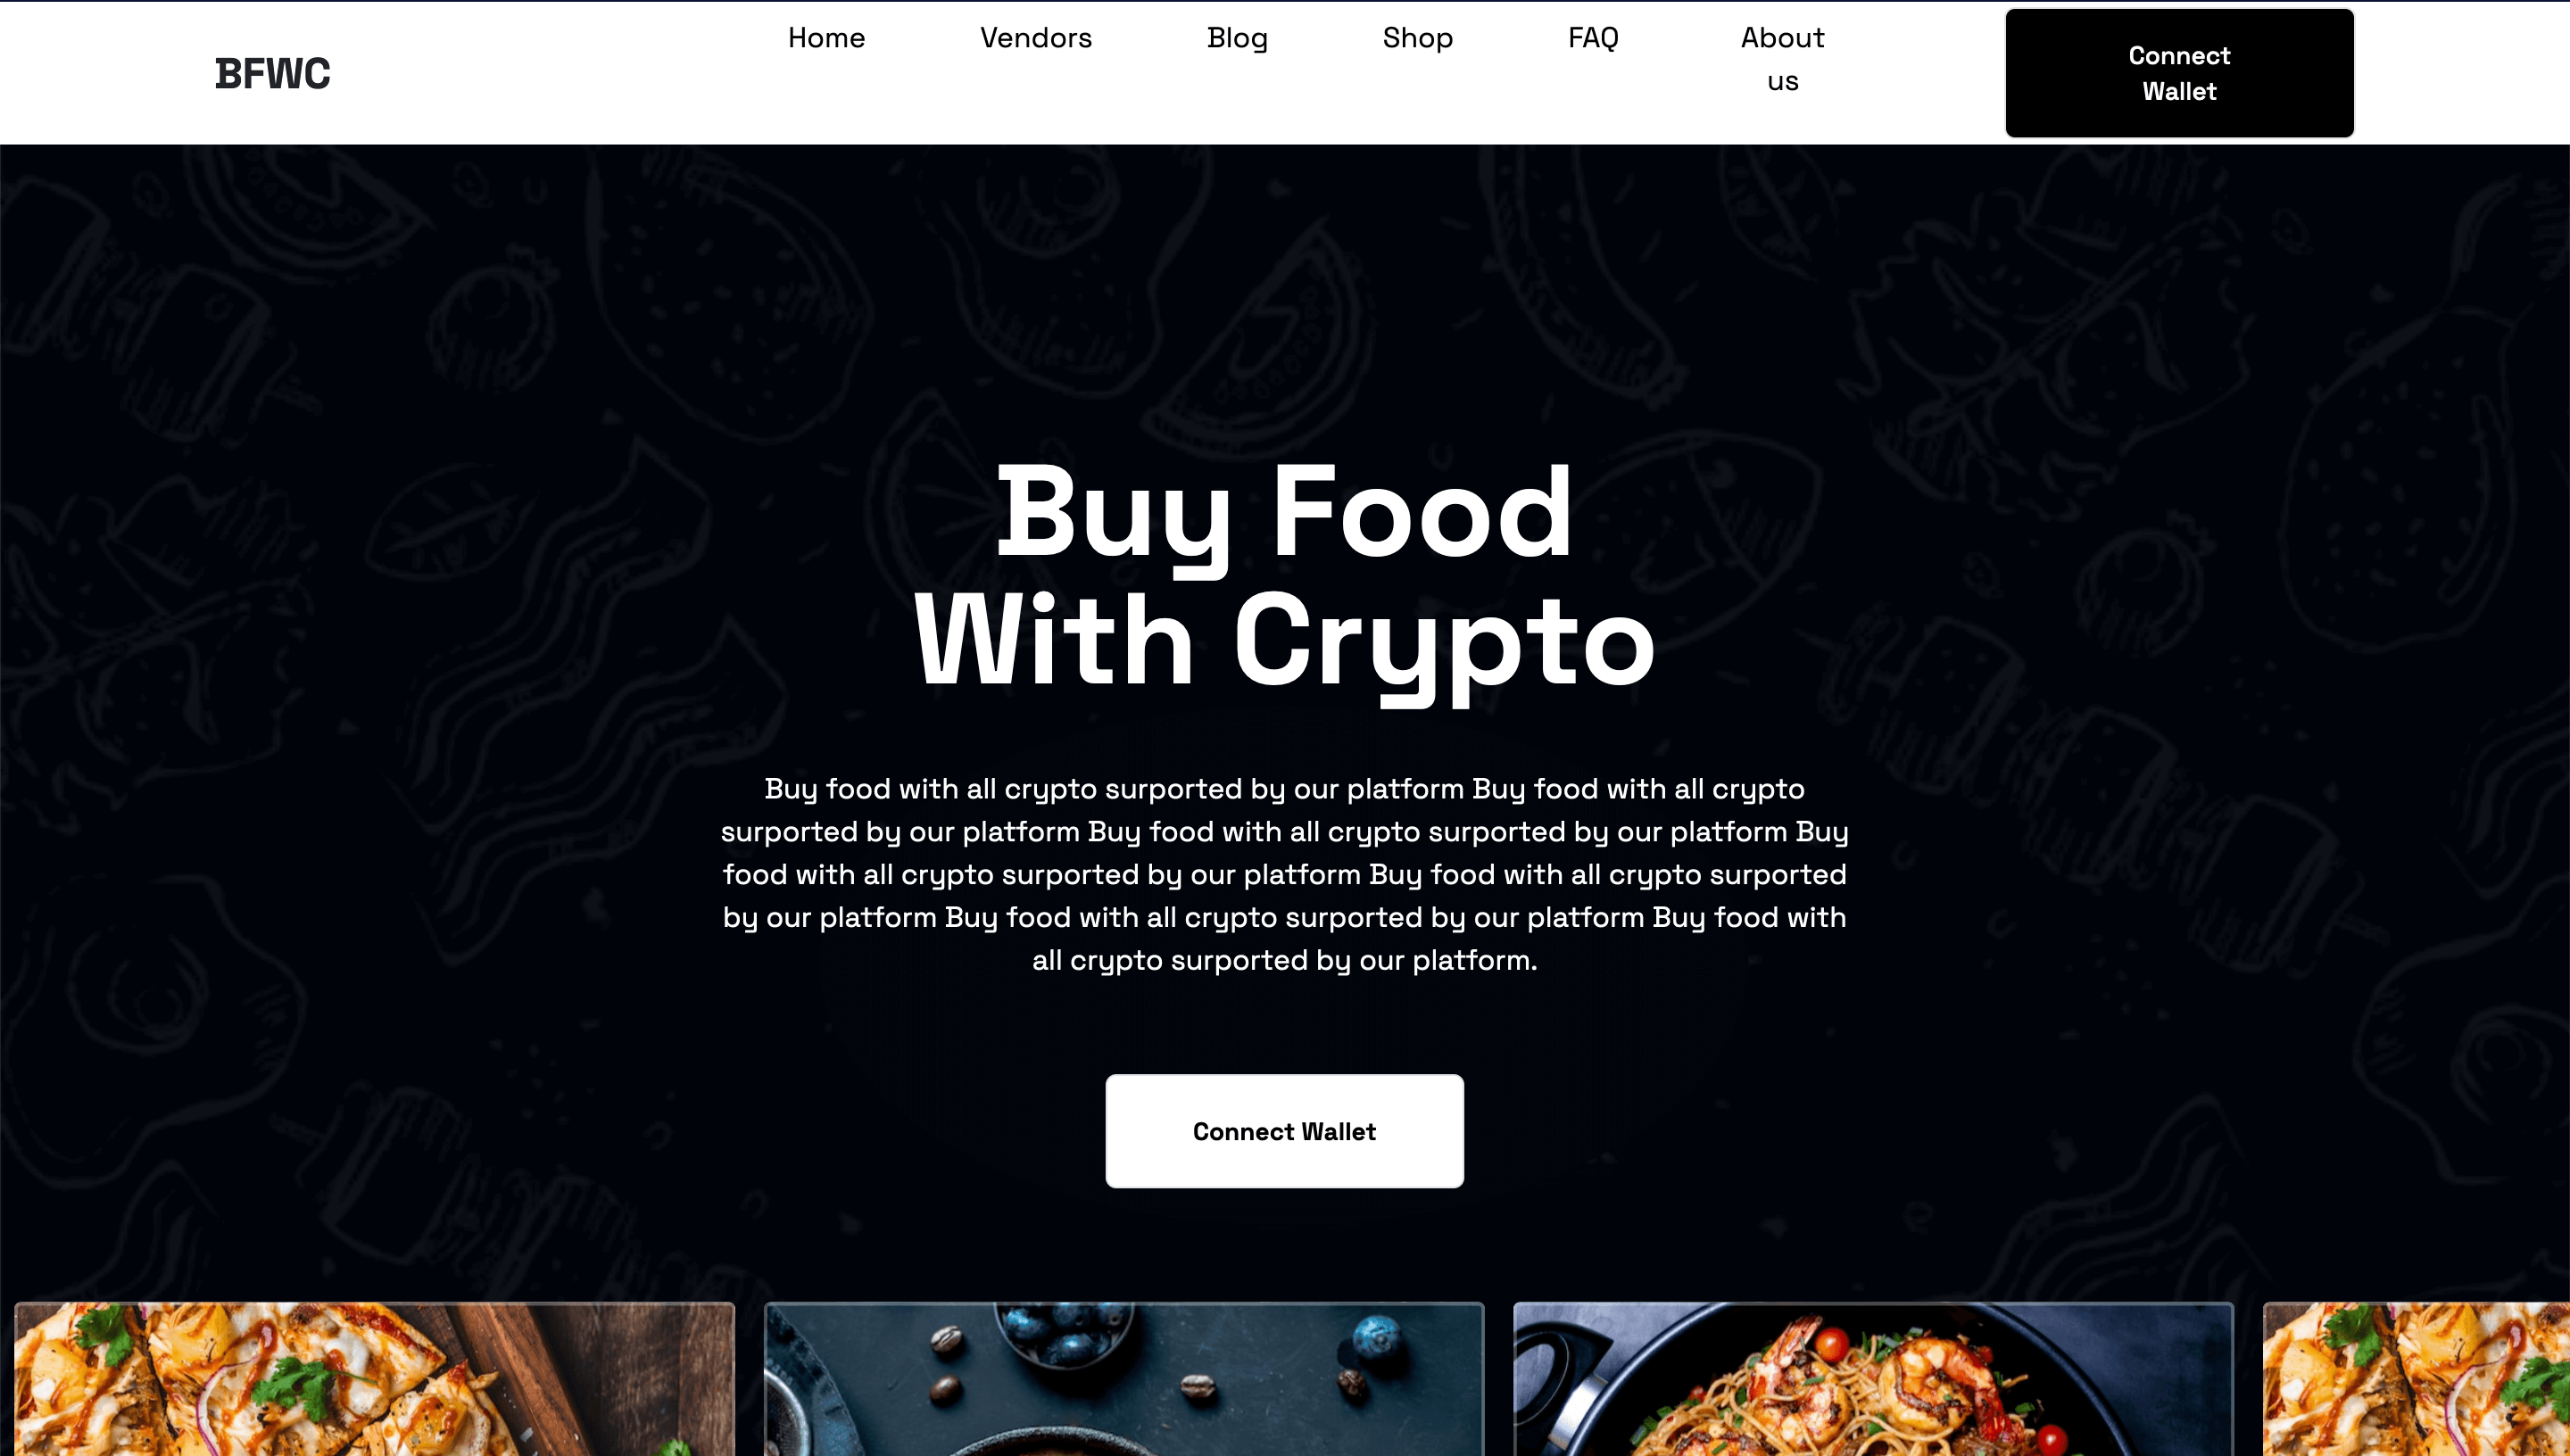 BFWC
Home
Vendors
Blog
Shop
FAQ
About
us
Connect
Wallet
Buy Food
With Crypto
Buy food with all crypto surported by our platform Buy food with all crypto
surported by our platform Buy food with all crypto surported by our platform Buy
food with all crypto surported by our platform Buy food with all crypto surported
by our platform Buy food with all crypto surported by our platform Buy food with
all crypto surported by our platform.
Connect Wallet